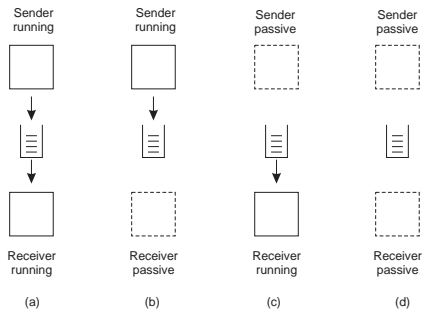 Sender
running
Sender
running
Sender
passive
Sender
passive
Receiver
running
Receiver
passive
Receiver
running
Receiver
passive
(a)
(b)
(c)
(d)